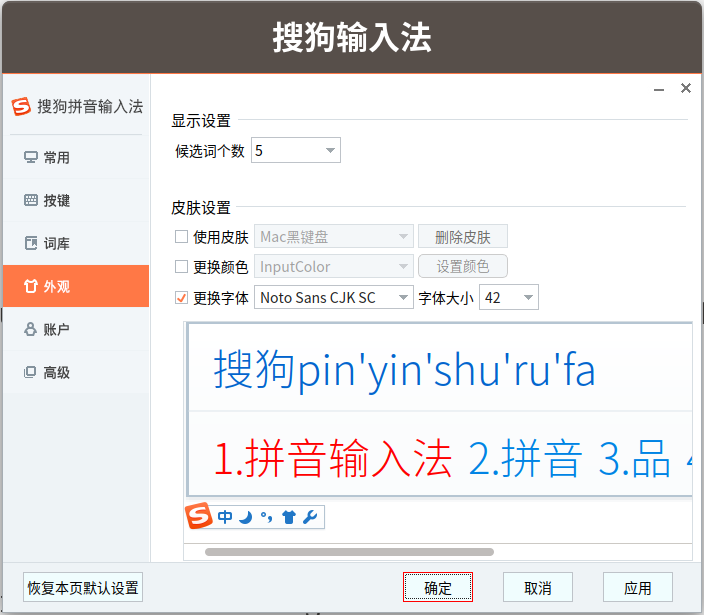 搜狗输入法
搜狗拼音输入法
常用
按键
词库
外观
账户
高级
显示设置
候选词个数 5
皮肤设置
使用皮肤 Mac黑键盘 删除皮肤
更换颜色 InputColor 设置颜色
更换字体 Noto Sans CJK SC 字体大小 42
搜狗pin'yin'shu'ru'fa
1.拼音输入法 2.拼音 3.品
中
恢复本页默认设置 确定 取消 应用